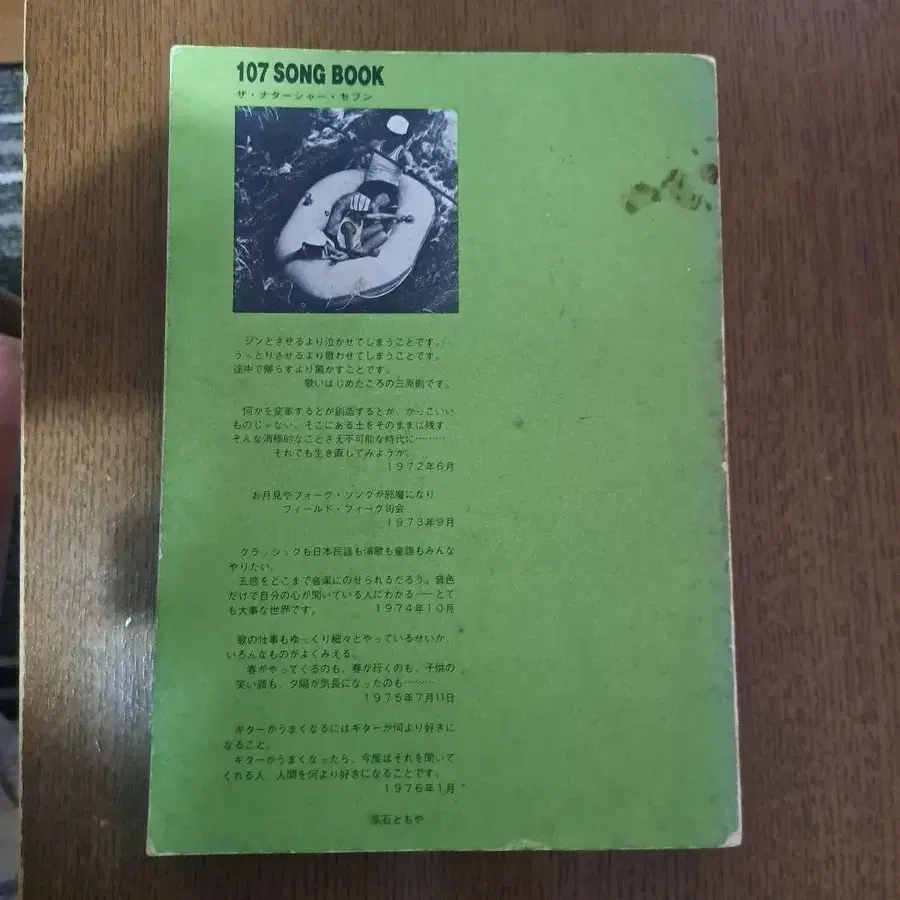 107 SONG BOOK
ザ・ナターシャー・セブン
ジンとさせるより泣かせてしまうことです。
うっとりさせるより歌わせてしまうことです。
途中で帰らすより驚かすことです。
歌いはじめたころの三原則です。
何かを変革するとか創造するとか、かっこいい
ものじゃない。そこにある土をそのままに残す、
そんな消極的なことさえ不可能な時代に………
それでも生き直してみようか。
1972年6月
お月見やフォーク・ソングが邪魔になり
フィールド・フォーク句会
1973年9月
クラッシックも日本民謡も演歌も童謡もみんな
やりたい。
五感をどこまで音楽にのせられるだろう。音色
だけで自分の心が聞いている人にわかる──とて
も大事な世界です。 1974年10月
歌の仕事もゆっくり細々とやっているせいか、
いろんなものがよくみえる。
春がやってくるのも、春が行くのも、子供の
笑い顔も、夕陽が気長になったのも………
1975年7月11日
ギターがうまくなるにはギターが何より好きに
なること。
ギターがうまくなったら、今度はそれを聞いて
くれる人、人間を何より好きになることです。
1976年1月
石ともや